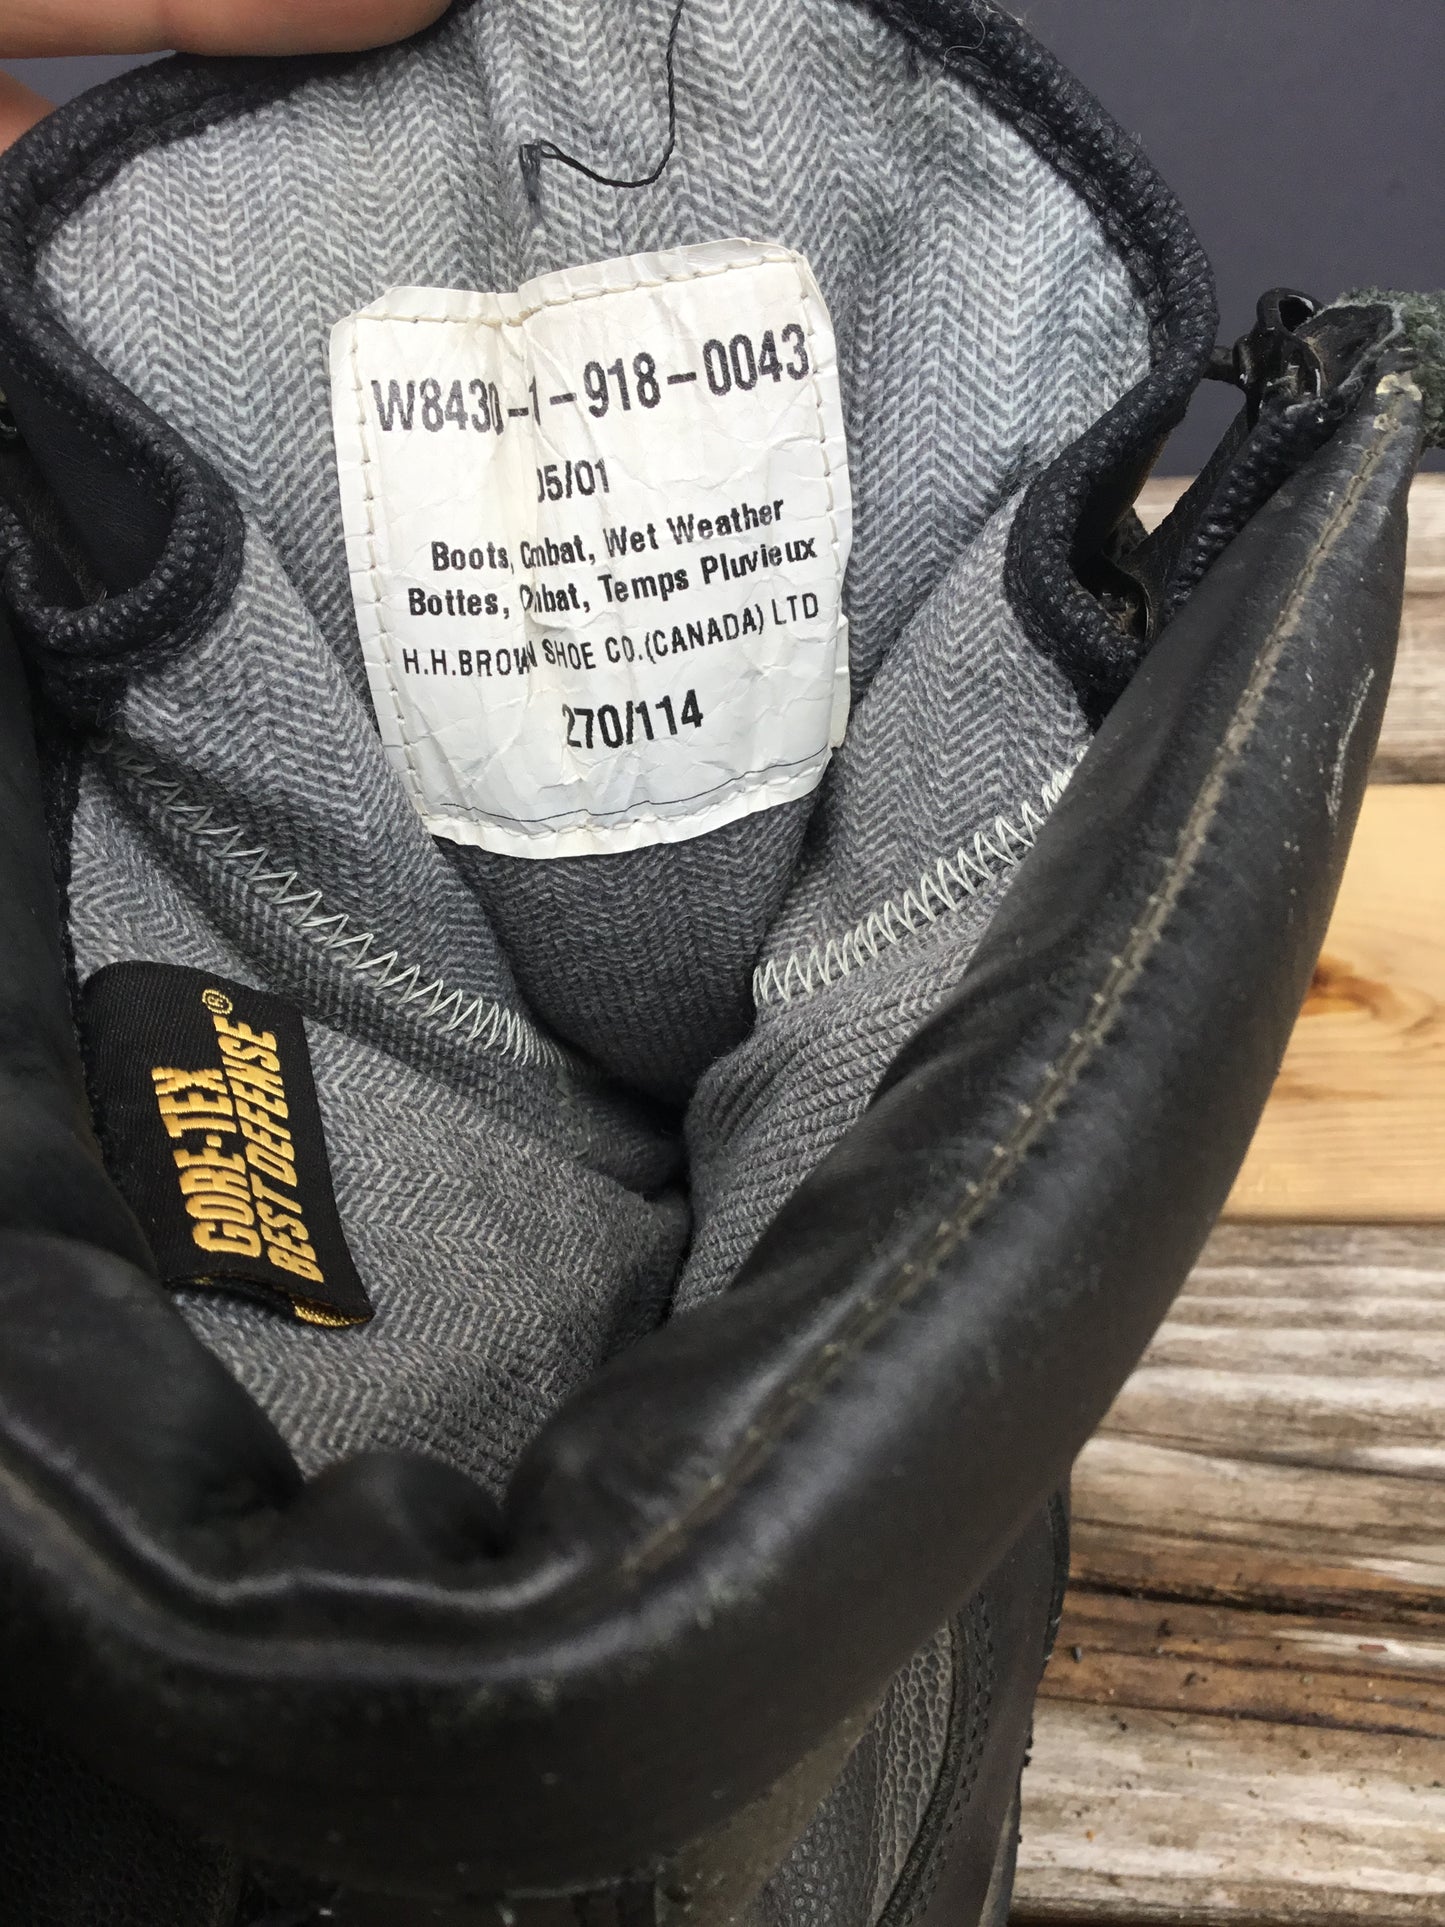 W8430-1-918-0043
05/01
Boots, Combat, Wet Weather
Bottes, Combat, Temps Pluvieux
H.H.BROWN SHOE CO.(CANADA) LTD
270/114
GORE-TEX®
BEST DEFENSE